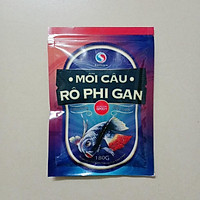 • MỒI CÂU •
RÔ PHI GAN
180G